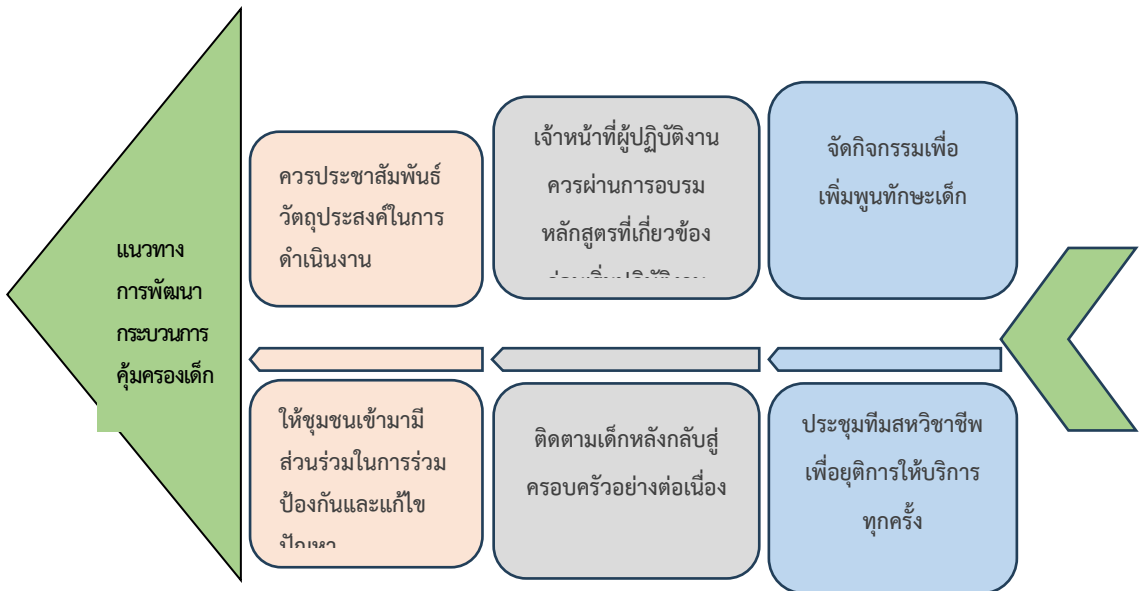 แนวทาง
การพัฒนา
กระบวนการ
คุ้มครองเด็ก
ควรประชาสัมพันธ์
วัตถุประสงค์ในการ
ดำเนินงาน
เจ้าหน้าที่ผู้ปฏิบัติงาน
ควรผ่านการอบรม
หลักสูตรที่เกี่ยวข้อง
จัดกิจกรรมเพื่อ
เพิ่มพูนทักษะเด็ก
ให้ชุมชนเข้ามามี
ส่วนร่วมในการร่วม
ป้องกันและแก้ไข
ปัญหา
ติดตามเด็กหลังกลับสู่
ครอบครัวอย่างต่อเนื่อง
ประชุมทีมสหวิชาชีพ
เพื่อยุติการให้บริการ
ทุกครั้ง